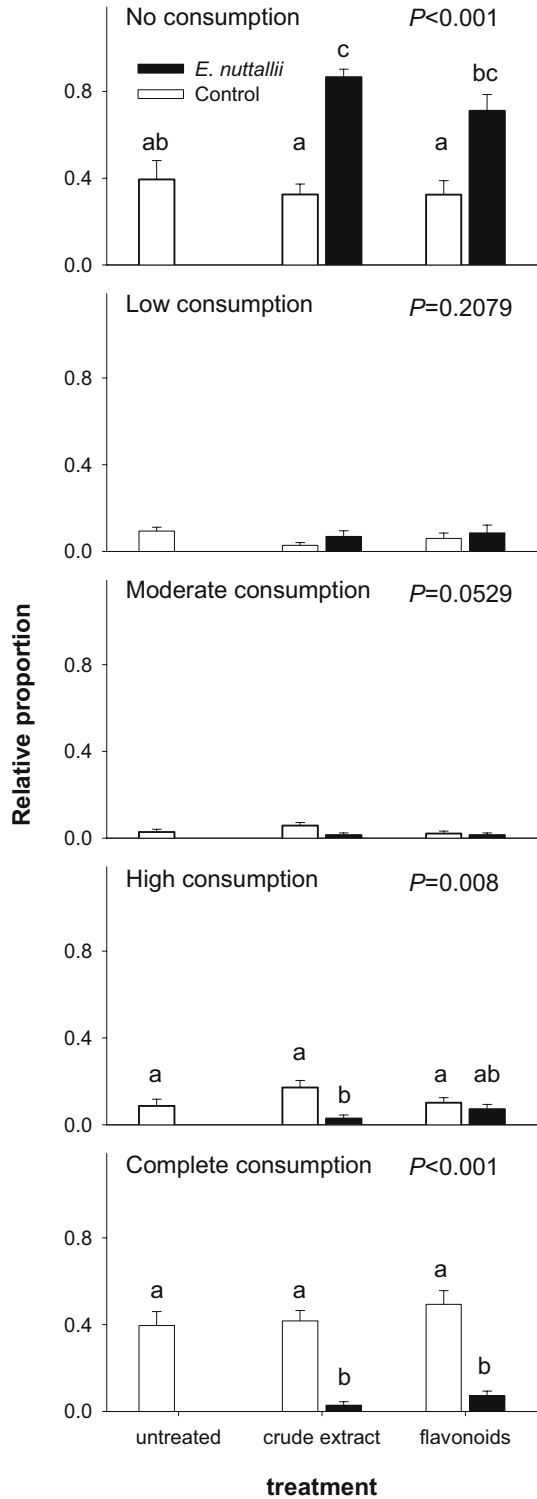 No consumption P<0.001
E. nuttallii
Control
ab a c a bc
0.8
0.4
0.0
Low consumption P=0.2079
0.8
0.4
0.0
Moderate consumption P=0.0529
0.8
0.4
0.0
High consumption P=0.008
0.8
0.4
a a b a ab
0.0
Complete consumption P<0.001
0.8
0.4
a a b a b
0.0
Relative proportion
untreated crude extract flavonoids
treatment